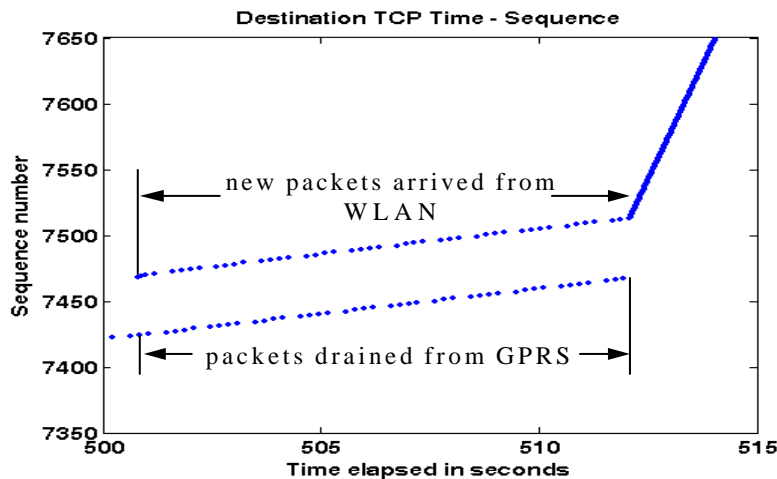 Destination TCP Time - Sequence
7650
7600
7550
7500
7450
7400
7350
Sequence number
new packets arrived from
WLAN
packets drained from GPRS
500
505
510
515
Time elapsed in seconds